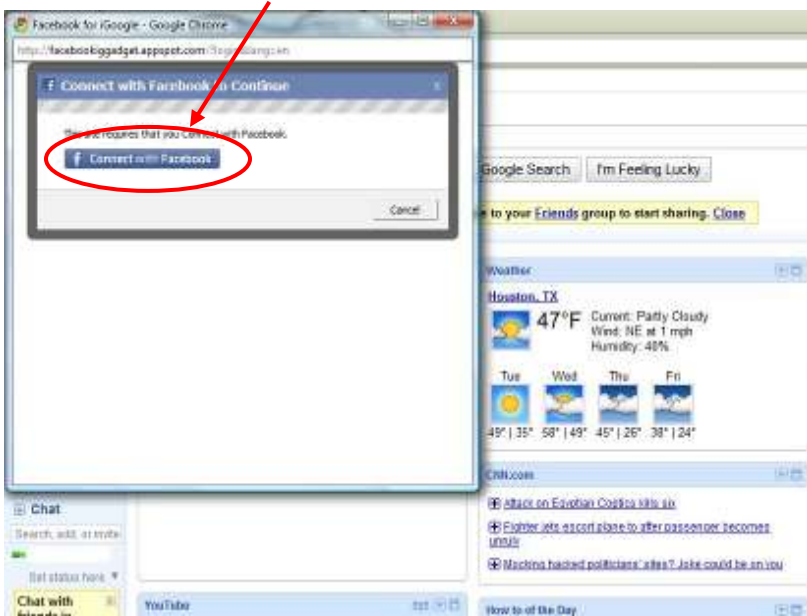 Facebook for iGoogle - Google Chrome
http://facebookiggadget.appspot.com/?login&lang=en
Connect with Facebook to Continue
This site requires that you Connect with Facebook.
Connect with Facebook
Cancel
Google Search
I'm Feeling Lucky
e to your Friends group to start sharing. Close
Weather
Houston, TX
47°F
Current: Partly Cloudy
Wind: NE at 1 mph
Humidity: 40%
Tue Wed Thu Fri
49° | 35° 58° | 49° 45° | 26° 38° | 24°
CNN.com
Attack on Egyptian Coptics kills six
Fighter jets escort plane to after passenger becomes
unruly
Mocking hacked politicians' sites? Joke could be on you
Chat
Search, add, or invite
Set status here
Chat with
friends in
YouTube
How to of the Day